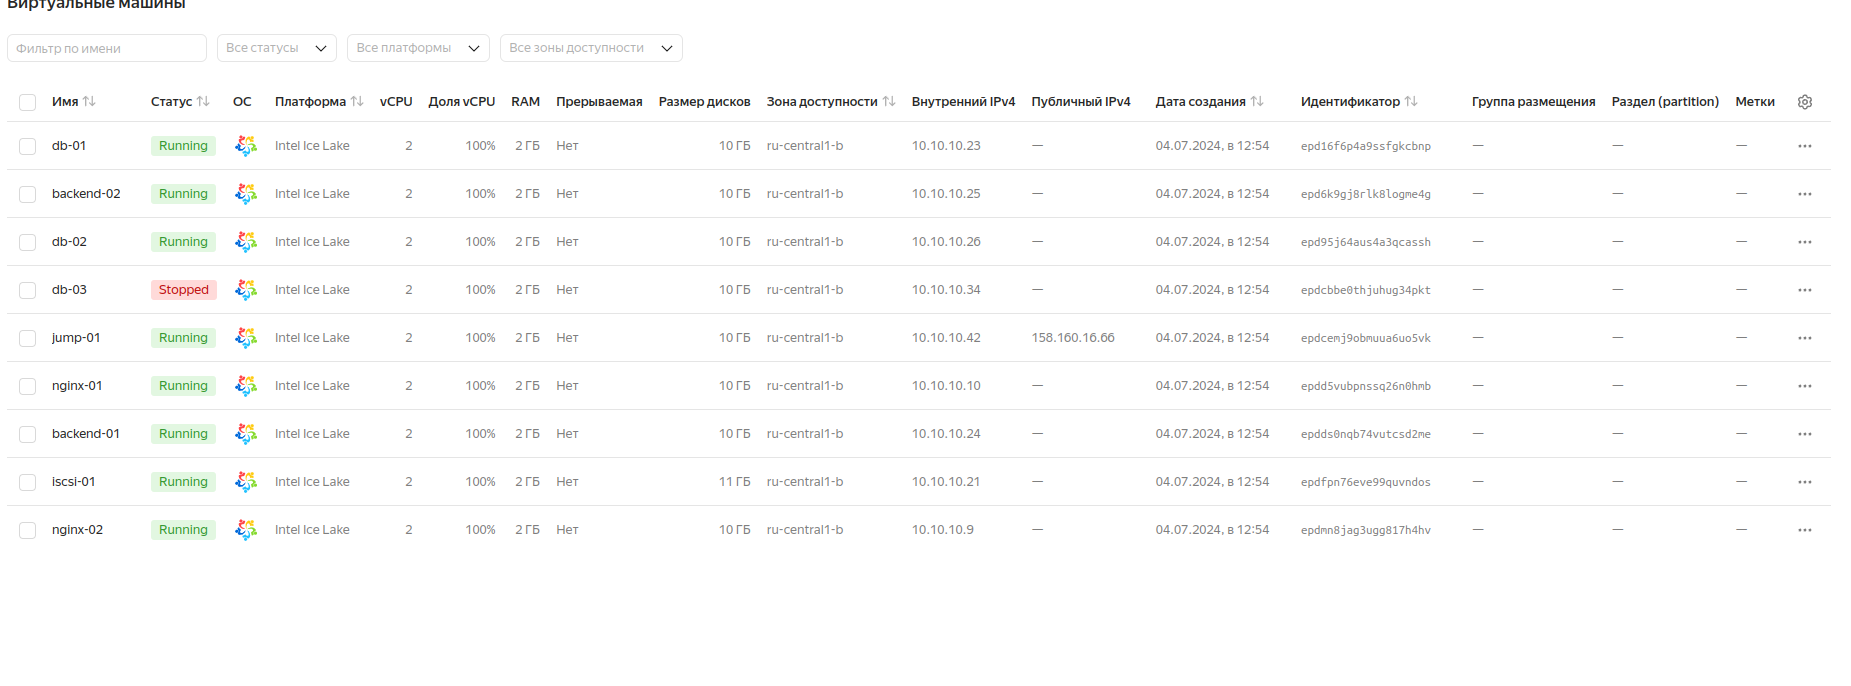 Виртуальные машины
Фильтр по имени Все статусы Все платформы Все зоны доступности
Имя Статус ОС Платформа vCPU Доля vCPU RAM Прерываемая Размер дисков Зона доступности Внутренний IPv4 Публичный IPv4 Дата создания Идентификатор Группа размещения Раздел (partition) Метки
db-01 Running Intel Ice Lake 2 100% 2 ГБ Нет 10 ГБ ru-central1-b 10.10.10.23 — 04.07.2024, в 12:54 epd16f6p4a9ssfgkcbnp — — —
backend-02 Running Intel Ice Lake 2 100% 2 ГБ Нет 10 ГБ ru-central1-b 10.10.10.25 — 04.07.2024, в 12:54 epd6k9gj8rlk8logme4g — — —
db-02 Running Intel Ice Lake 2 100% 2 ГБ Нет 10 ГБ ru-central1-b 10.10.10.26 — 04.07.2024, в 12:54 epd95j64aus4a3qcassh — — —
db-03 Stopped Intel Ice Lake 2 100% 2 ГБ Нет 10 ГБ ru-central1-b 10.10.10.34 — 04.07.2024, в 12:54 epdcbbe0thjuhug34pkt — — —
jump-01 Running Intel Ice Lake 2 100% 2 ГБ Нет 10 ГБ ru-central1-b 10.10.10.42 158.160.16.66 04.07.2024, в 12:54 epdcemj9obmuua6uo5vk — — —
nginx-01 Running Intel Ice Lake 2 100% 2 ГБ Нет 10 ГБ ru-central1-b 10.10.10.10 — 04.07.2024, в 12:54 epdd5vubpnssq26n0hmb — — —
backend-01 Running Intel Ice Lake 2 100% 2 ГБ Нет 10 ГБ ru-central1-b 10.10.10.24 — 04.07.2024, в 12:54 epdds0nqb74vutcsd2me — — —
iscsi-01 Running Intel Ice Lake 2 100% 2 ГБ Нет 11 ГБ ru-central1-b 10.10.10.21 — 04.07.2024, в 12:54 epdfpn76eve99quvndos — — —
nginx-02 Running Intel Ice Lake 2 100% 2 ГБ Нет 10 ГБ ru-central1-b 10.10.10.9 — 04.07.2024, в 12:54 epdmn8jag3ugg817h4hv — — —